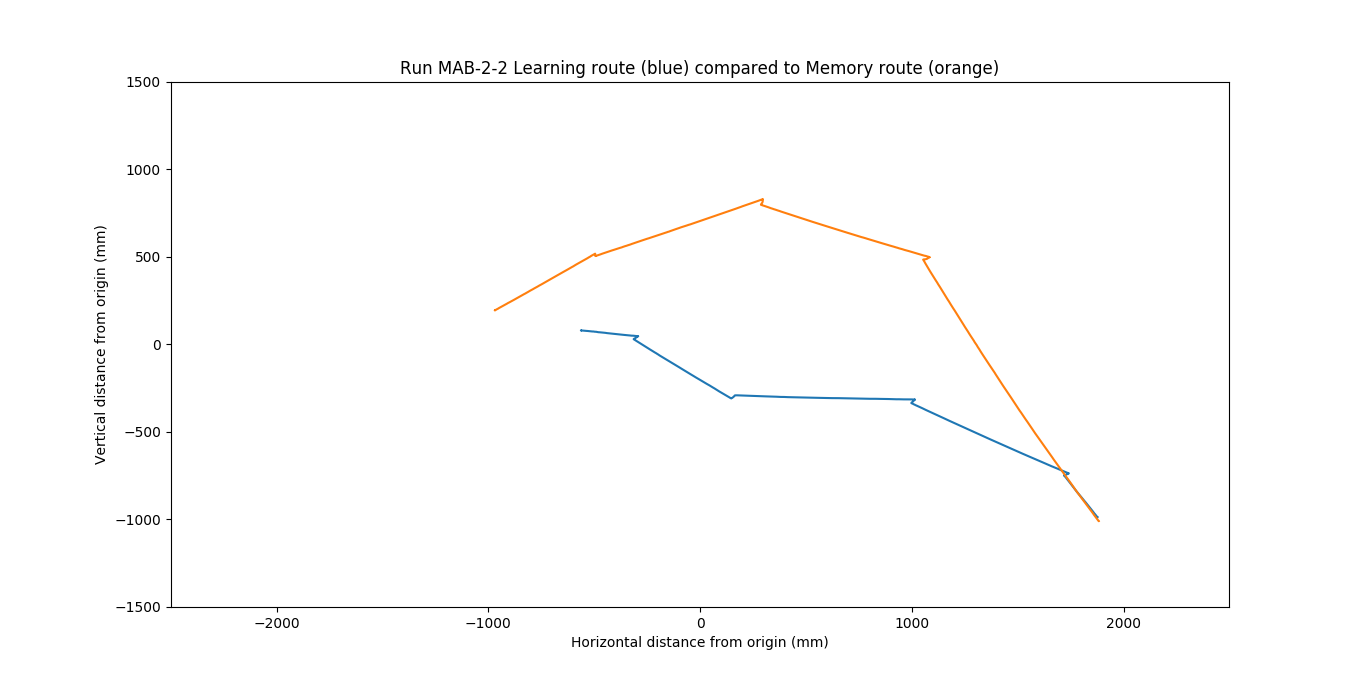 Run MAB-2-2 Learning route (blue) compared to Memory route (orange)
1500
1000
500
0
−500
−1000
−1500
Vertical distance from origin (mm)
−2000 −1000 0 1000 2000
Horizontal distance from origin (mm)